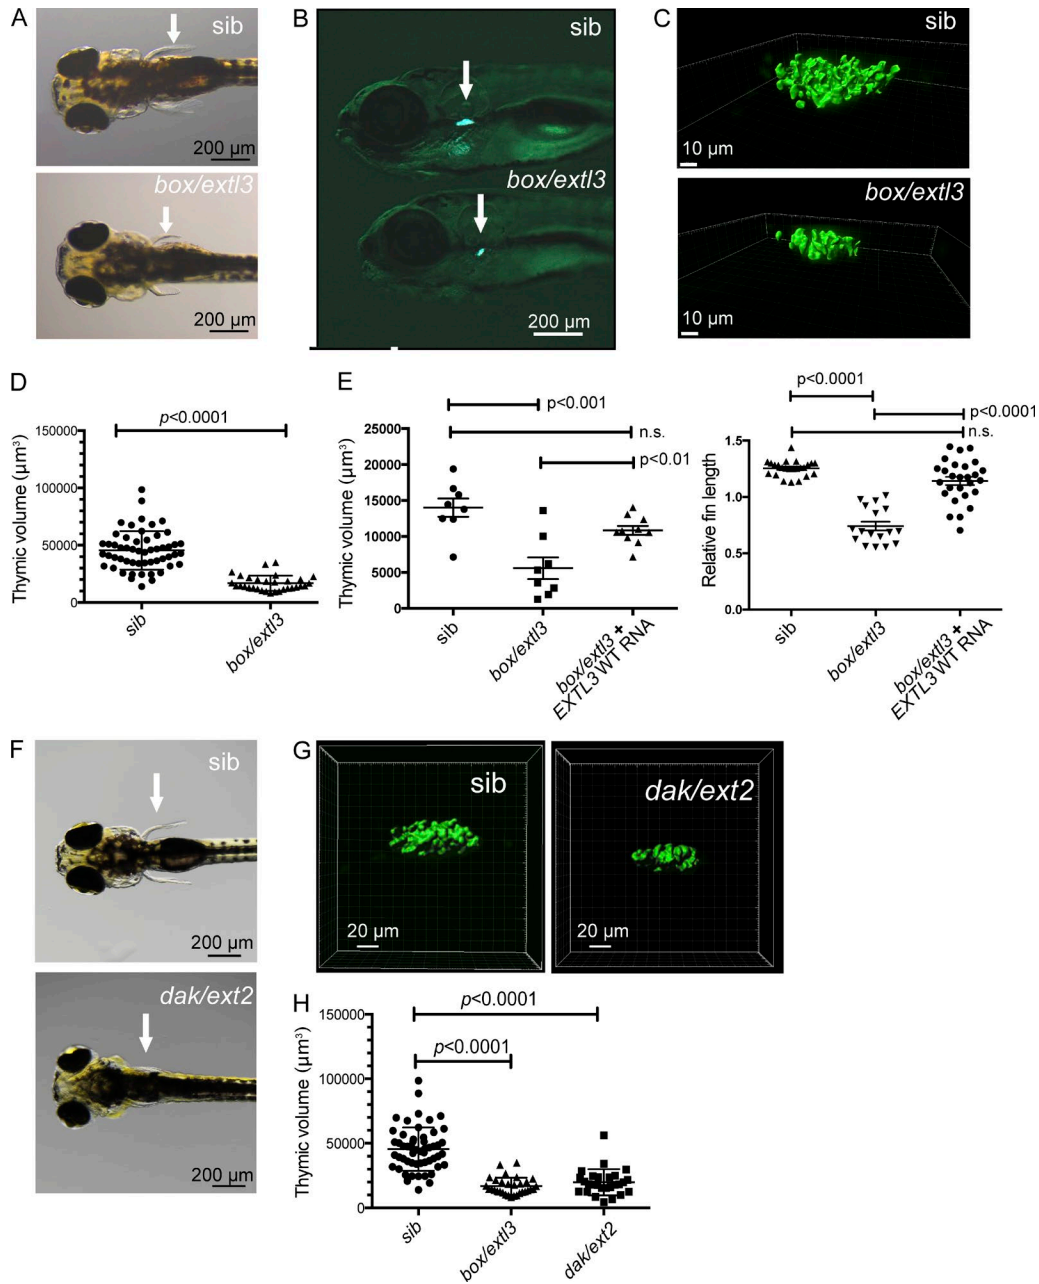 A
sib
200 µm
box/extl3
200 µm
B
sib
box/extl3
200 µm
C
sib
10 µm
box/extl3
10 µm
D
p<0.0001
Thymic volume (µm³)
150000
100000
50000
0
sib
box/extl3
E
p<0.001
n.s.
p<0.01
Thymic volume (µm³)
25000
20000
15000
10000
5000
0
sib
box/extl3
box/extl3 +
EXTL3 WT RNA
p<0.0001
p<0.0001
n.s.
Relative fin length
1.5
1.0
0.5
0.0
sib
box/extl3
box/extl3 +
EXTL3 WT RNA
F
sib
200 µm
dak/ext2
200 µm
G
sib
20 µm
dak/ext2
20 µm
H
p<0.0001
p<0.0001
Thymic volume (µm³)
150000
100000
50000
0
sib
box/extl3
dak/ext2